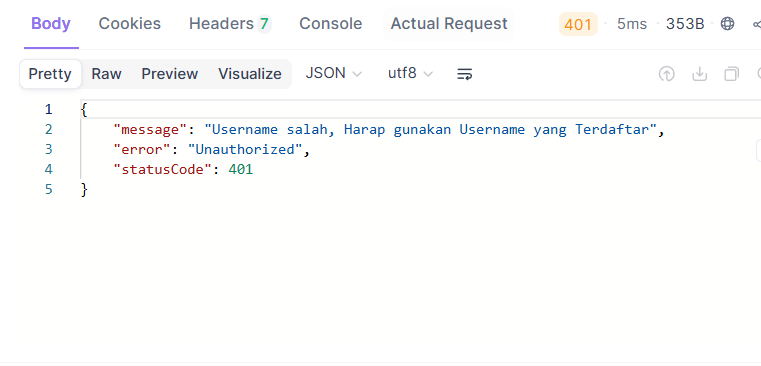 Body Cookies Headers 7 Console Actual Request 401 · 5ms · 353B
Pretty Raw Preview Visualize JSON utf8
1 {
2 "message": "Username salah, Harap gunakan Username yang Terdaftar",
3 "error": "Unauthorized",
4 "statusCode": 401
5 }